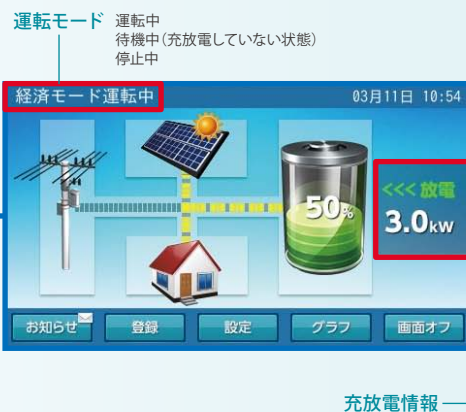 運転モード
運転中
待機中(充放電していない状態)
停止中
経済モード運転中
03月11日 10:54
50%
<<< 放電
3.0kW
お知らせ
登録
設定
グラフ
画面オフ
充放電情報